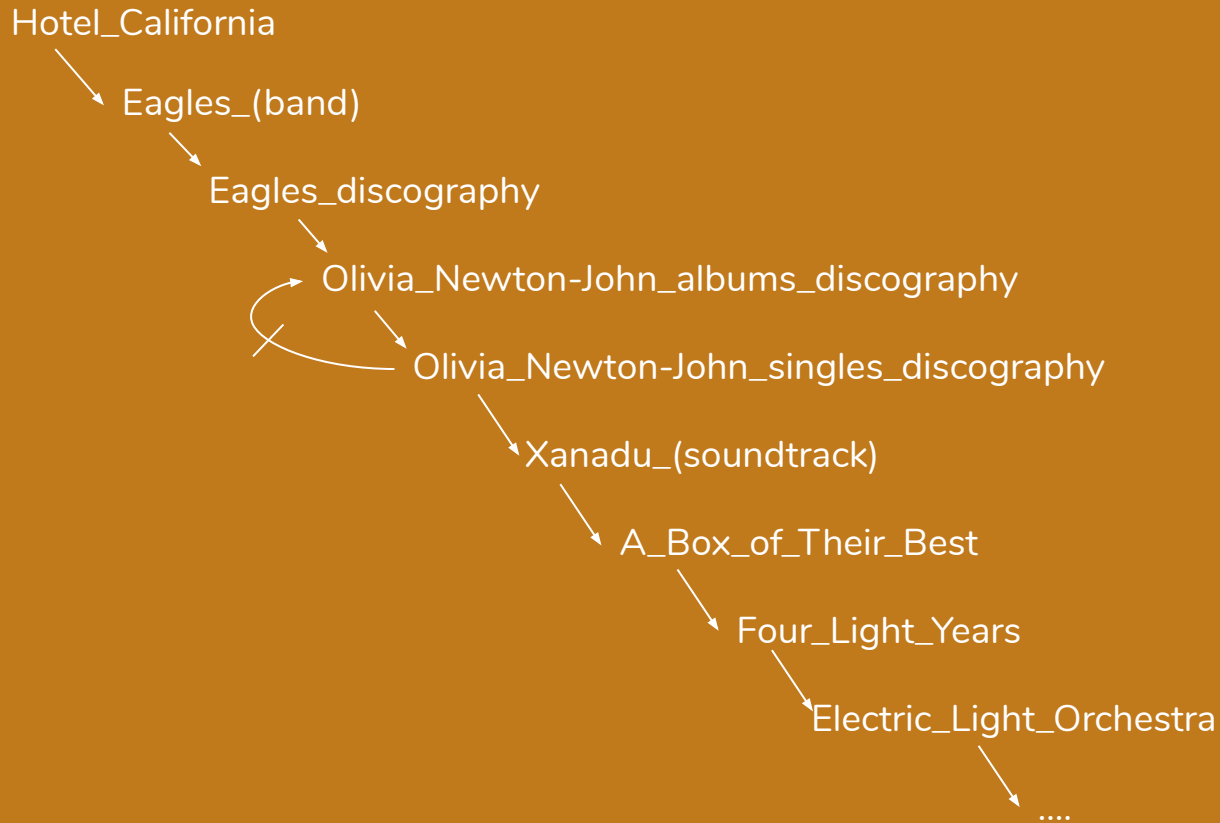 Hotel_California
Eagles_(band)
Eagles_discography
Olivia_Newton-John_albums_discography
Olivia_Newton-John_singles_discography
Xanadu_(soundtrack)
A_Box_of_Their_Best
Four_Light_Years
Electric_Light_Orchestra
....